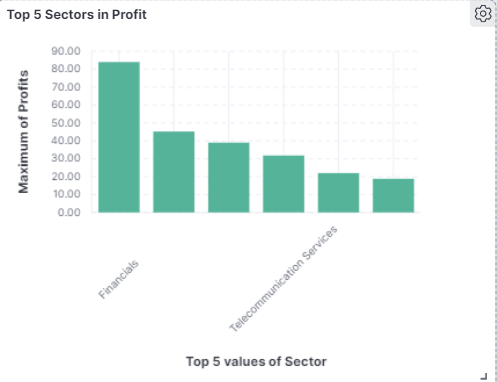 Top 5 Sectors in Profit
Maximum of Profits
90.00
80.00
70.00
60.00
50.00
40.00
30.00
20.00
10.00
0.00
Financials
Telecommunication Services
Top 5 values of Sector